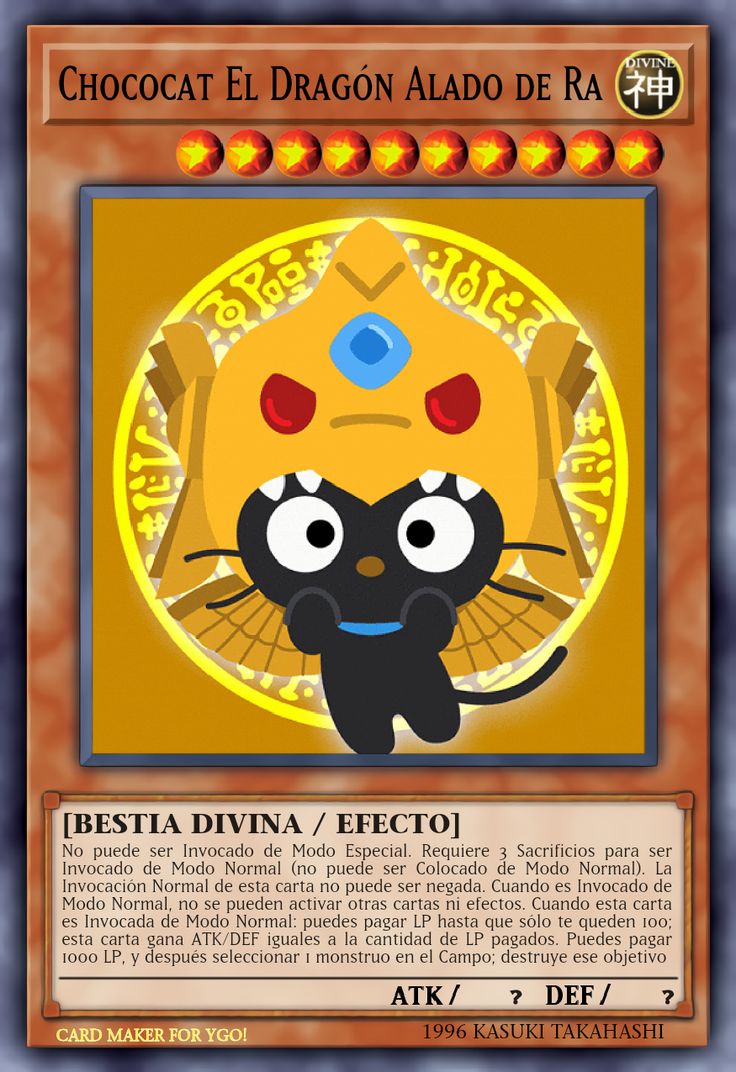 Chococat El Dragón Alado de Ra
DIVINE
神
[BESTIA DIVINA / EFECTO]
No puede ser Invocado de Modo Especial. Requiere 3 Sacrificios para ser
Invocado de Modo Normal (no puede ser Colocado de Modo Normal). La
Invocación Normal de esta carta no puede ser negada. Cuando es Invocado de
Modo Normal, no se pueden activar otras cartas ni efectos. Cuando esta carta
es Invocada de Modo Normal: puedes pagar LP hasta que sólo te queden 100;
esta carta gana ATK/DEF iguales a la cantidad de LP pagados. Puedes pagar
1000 LP, y después seleccionar 1 monstruo en el Campo; destruye ese objetivo
ATK / ? DEF / ?
CARD MAKER FOR YGO! 1996 KASUKI TAKAHASHI